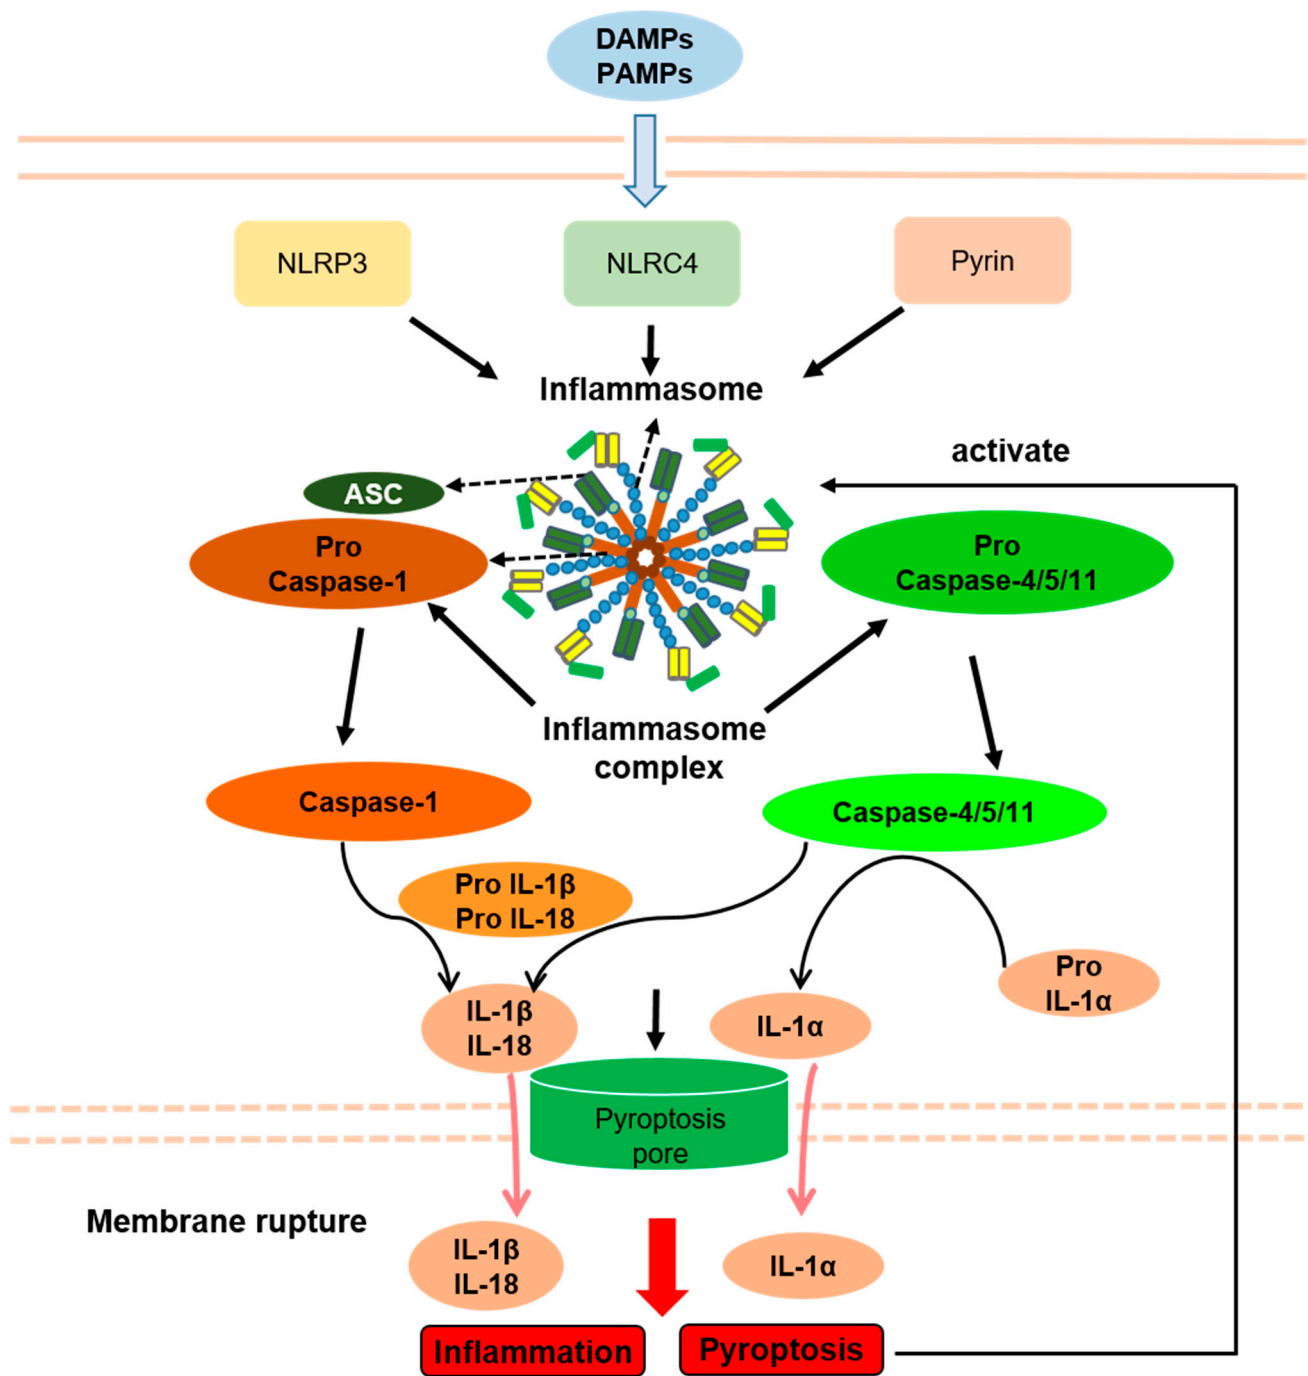 DAMPs
PAMPs
NLRP3
NLRC4
Pyrin
Inflammasome
activate
ASC
Pro
Caspase-1
Pro
Caspase-4/5/11
Inflammasome
complex
Caspase-1
Caspase-4/5/11
Pro IL-1β
Pro IL-18
Pro
IL-1α
IL-1β
IL-18
IL-1α
Pyroptosis
pore
Membrane rupture
IL-1β
IL-18
IL-1α
Inflammation
Pyroptosis